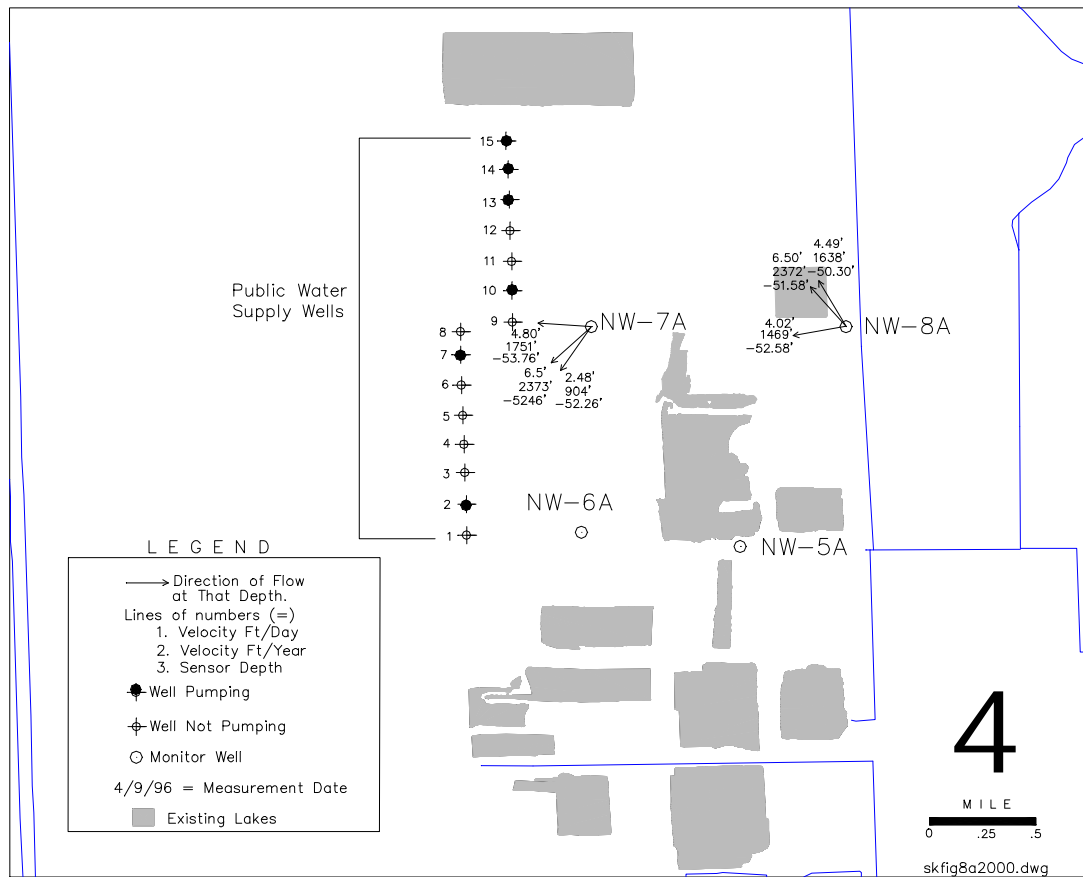 15
14
13
12
11
10
9
8
7
6
5
4
3
2
1
Public Water
Supply Wells
NW-7A
4.80'
1751'
-53.76'
6.5'
2373'
-5246'
2.48'
904'
-52.26'
4.49'
6.50' 1638'
2372' -50.30'
-51.58'
4.02'
1469'
-52.58'
NW-8A
NW-6A
NW-5A
LEGEND
Direction of Flow
at That Depth.
Lines of numbers (=)
1. Velocity Ft/Day
2. Velocity Ft/Year
3. Sensor Depth
Well Pumping
Well Not Pumping
Monitor Well
4/9/96 = Measurement Date
Existing Lakes
4
MILE
0 .25 .5
skfig8a2000.dwg